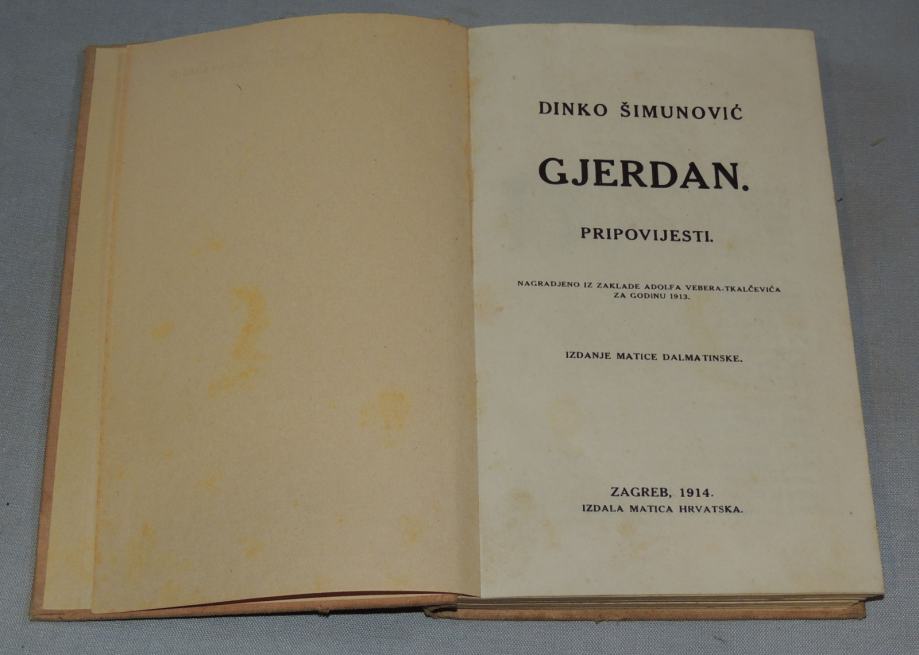 DINKO ŠIMUNOVIĆ
GJERDAN.
PRIPOVIJESTI.
NAGRADJENO IZ ZAKLADE ADOLFA VEBERA-TKALČEVIĆA
ZA GODINU 1913.
IZDANJE MATICE DALMATINSKE.
ZAGREB, 1914.
IZDALA MATICA HRVATSKA.